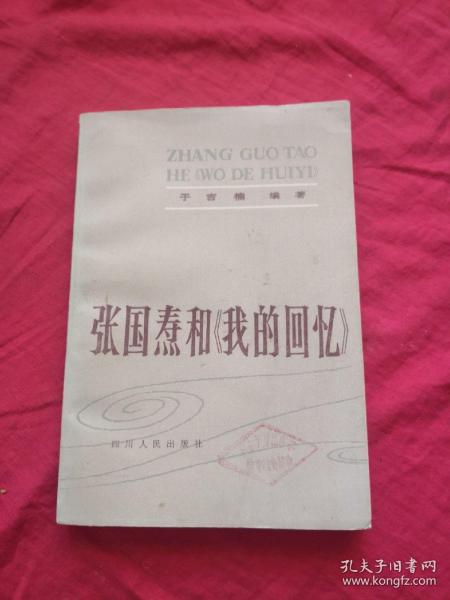 ZHANG GUO TAO
HE《WO DE HUIYI》
于吉楠 编著
张国焘和《我的回忆》
四川人民出版社
孔夫子旧书网
www.kongfz.com